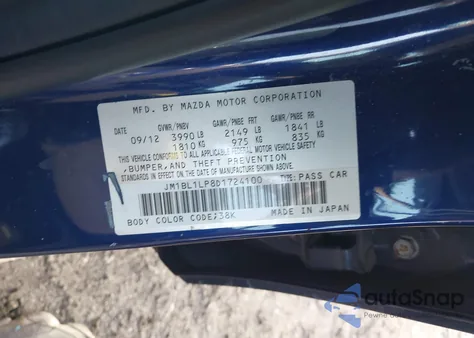 MFD. BY MAZDA MOTOR CORPORATION
DATE GVWR/PNBV GAWR/PNBE FRT GAWR/PNBE RR
09/12 3990 LB 2149 LB 1841 LB
1810 KG 975 KG 835 KG
THIS VEHICLE CONFORMS TO ALL APPLICABLE FEDERAL MOTOR VEHICLE SAFETY
,BUMPER,AND THEFT PREVENTION
STANDARDS IN EFFECT ON THE DATE OF MANUFACTURE SHOWN ABOVE.
JM1BL1LP8D1724100 TYPE:PASS CAR
BODY COLOR CODE:38K MADE IN JAPAN
autoSnap